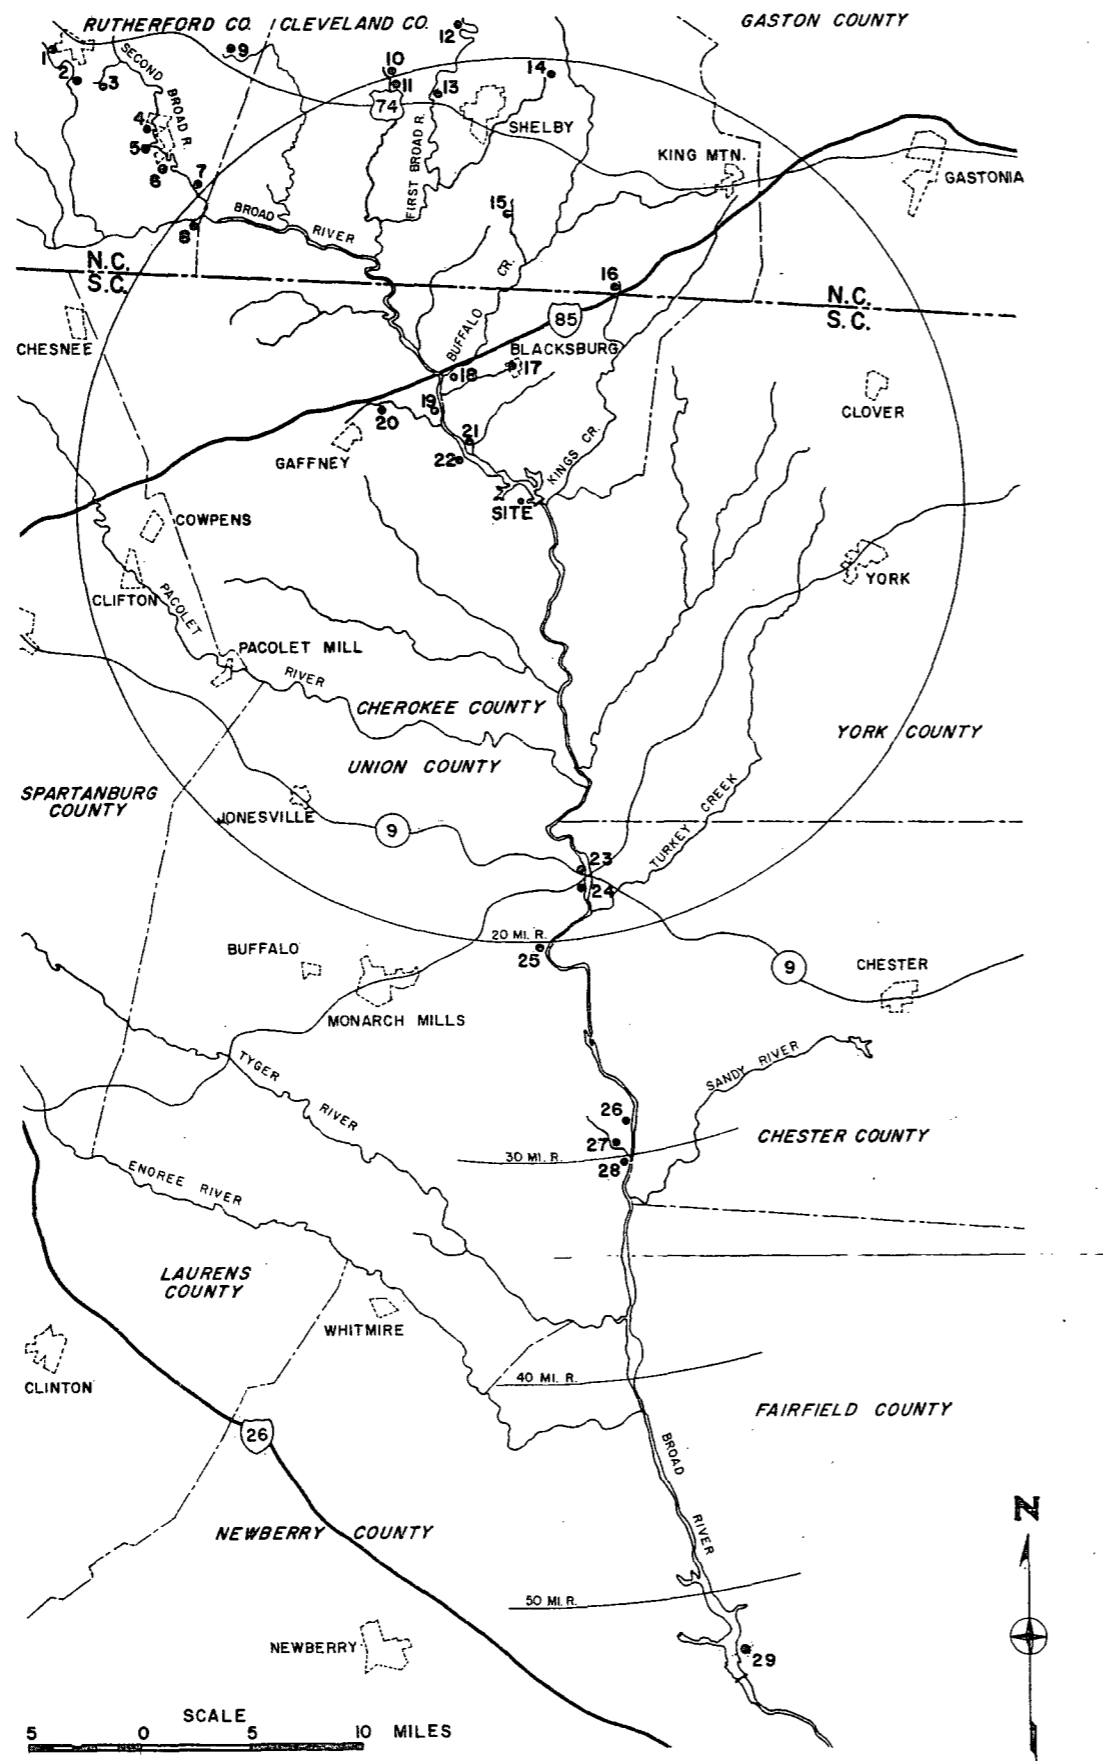 RUTHERFORD CO.
CLEVELAND CO.
GASTON COUNTY
1
2
3
SECOND BROAD R.
4
5
6
7
8
9
10
11
12
13
14
74
SHELBY
FIRST BROAD R.
KING MTN.
GASTONIA
15
BROAD RIVER
BUFFALO CR.
16
N.C.
S.C.
N.C.
S.C.
85
CHESNEE
BLACKSBURG
17
18
19
20
21
22
CLOVER
GAFFNEY
KINGS CR.
SITE
COWPENS
CLIFTON
YORK
PACOLET RIVER
PACOLET MILL
CHEROKEE COUNTY
YORK COUNTY
UNION COUNTY
SPARTANBURG
COUNTY
JONESVILLE
9
TURKEY CREEK
23
24
20 MI. R.
25
BUFFALO
9
CHESTER
MONARCH MILLS
TYGER RIVER
SANDY RIVER
26
27
28
30 MI. R.
CHESTER COUNTY
ENOREE RIVER
LAURENS
COUNTY
WHITMIRE
CLINTON
40 MI. R.
FAIRFIELD COUNTY
26
BROAD RIVER
NEWBERRY COUNTY
N
50 MI. R.
NEWBERRY
29
SCALE
5 0 5 10 MILES